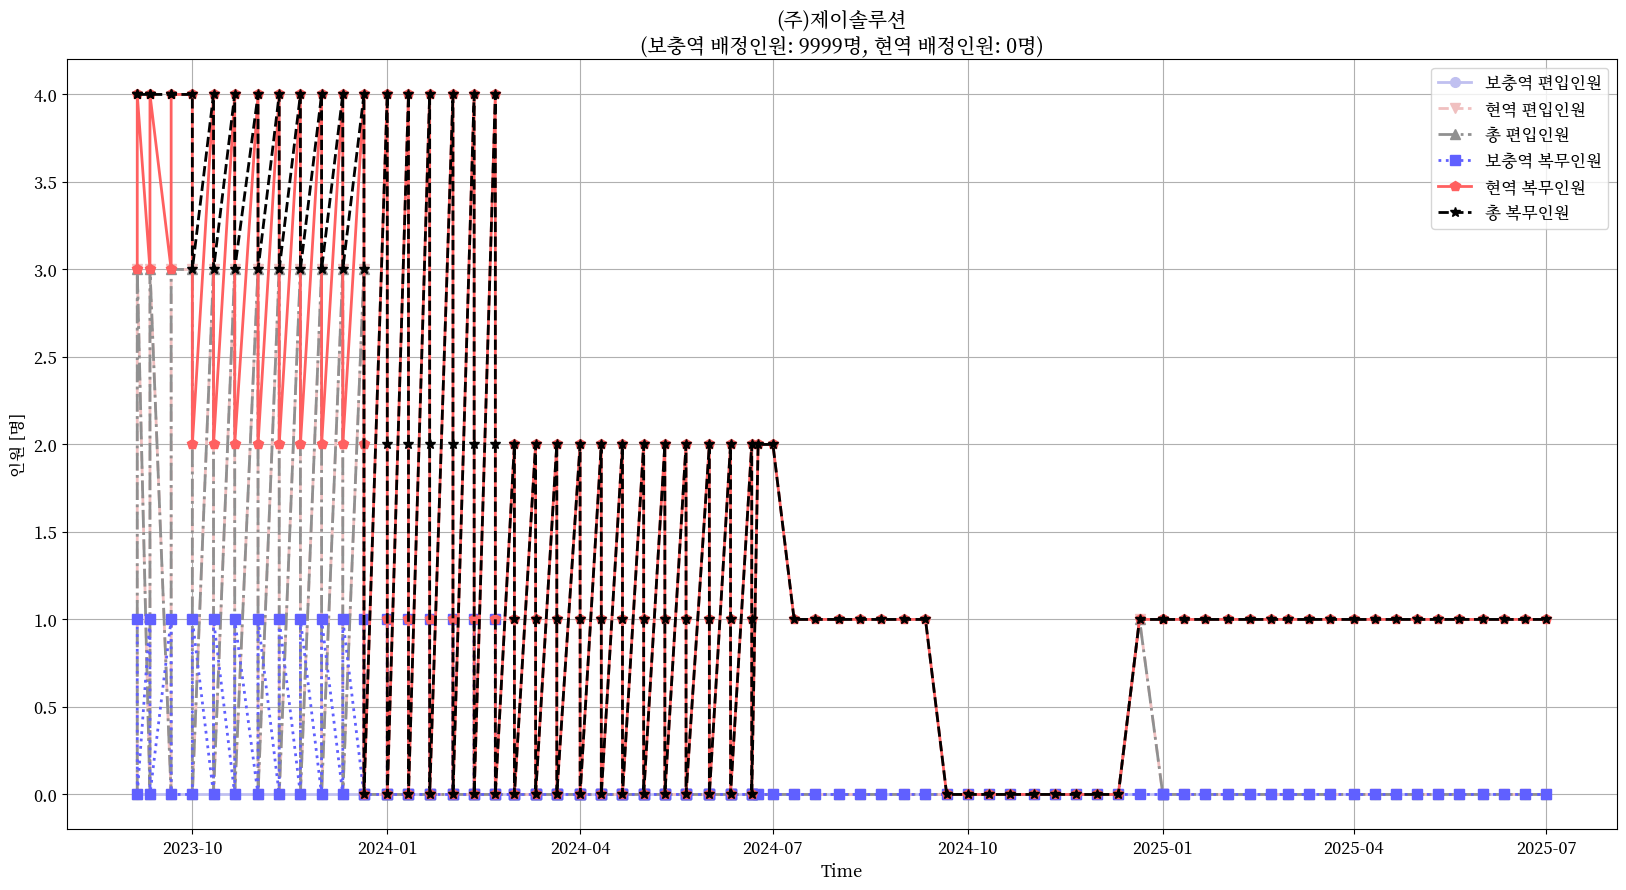 (주)제이솔루션
(보충역 배정인원: 9999명, 현역 배정인원: 0명)
4.0
3.5
3.0
2.5
2.0
1.5
1.0
0.5
0.0
인원 [명]
보충역 편입인원
현역 편입인원
총 편입인원
보충역 복무인원
현역 복무인원
총 복무인원
2023-10
2024-01
2024-04
2024-07
2024-10
2025-01
2025-04
2025-07
Time